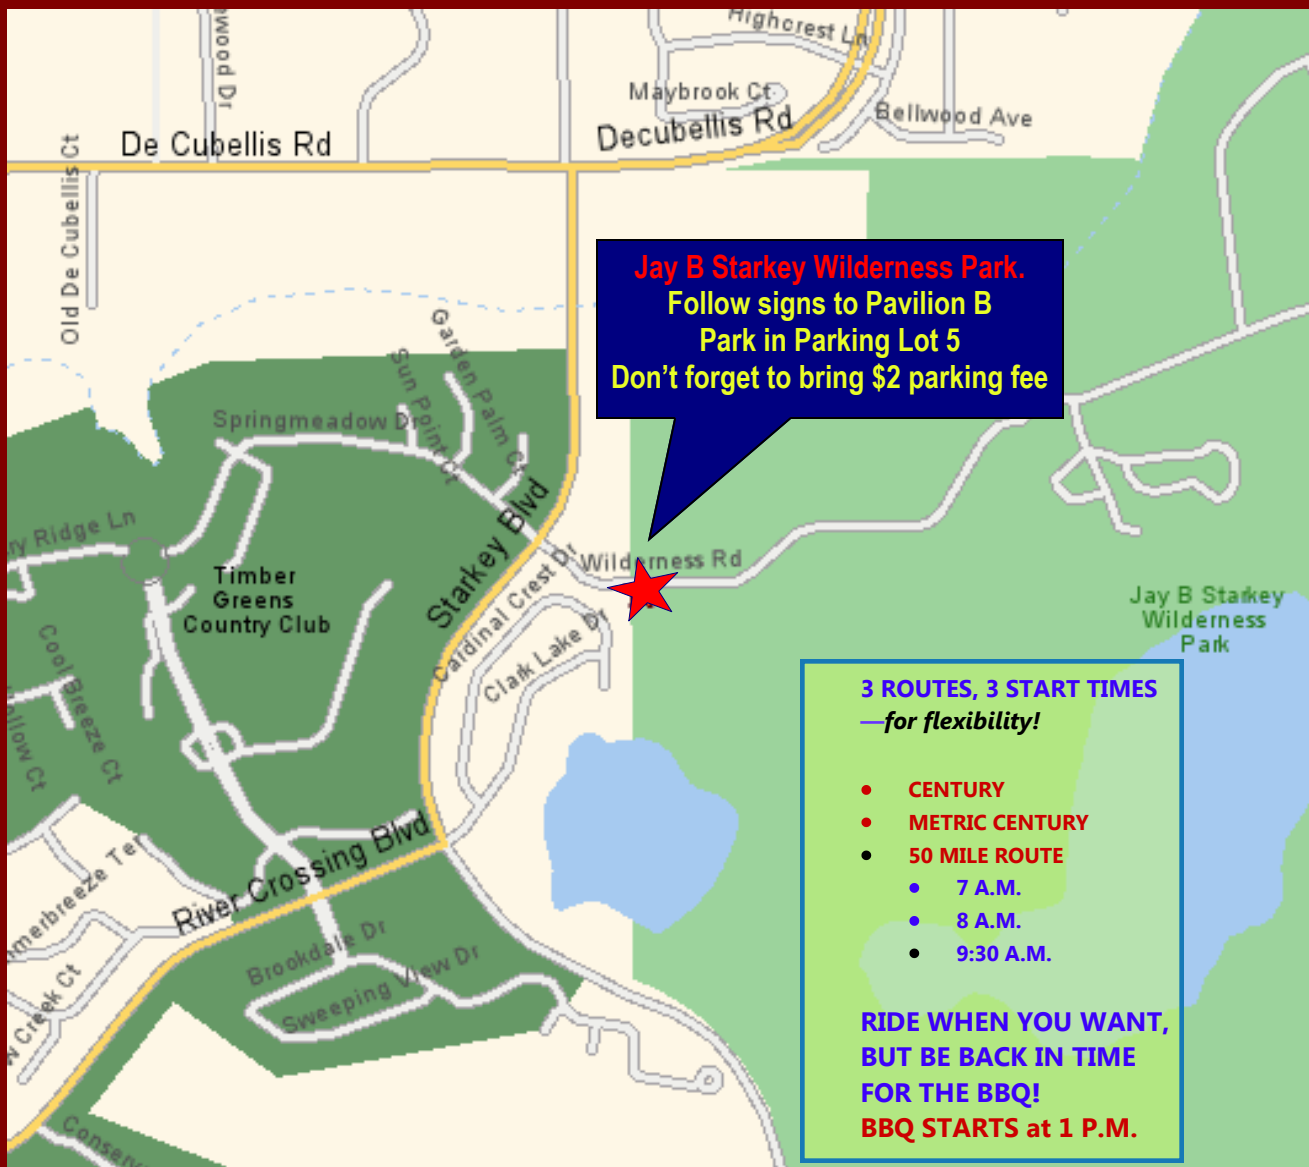 Highcrest Ln
Maybrook Ct
Bellwood Ave
De Cubellis Rd
Decubellis Rd
Old De Cubellis Ct
Jay B Starkey Wilderness Park.
Follow signs to Pavilion B
Park in Parking Lot 5
Don’t forget to bring $2 parking fee
Garden Palm Ct
Sun Point Ct
Springmeadow Dr
Starkey Blvd
Ridge Ln
Wilderness Rd
Cardinal Crest Dr
Clark Lake Dr
Timber
Greens
Country Club
Cool Breeze Ct
Jay B Starkey
Wilderness
Park
3 ROUTES, 3 START TIMES
—for flexibility!
• CENTURY
• METRIC CENTURY
• 50 MILE ROUTE
• 7 A.M.
• 8 A.M.
• 9:30 A.M.
RIDE WHEN YOU WANT,
BUT BE BACK IN TIME
FOR THE BBQ!
BBQ STARTS at 1 P.M.
River Crossing Blvd
Brookdale Dr
Sweeping View Dr
Ter
Creek Ct